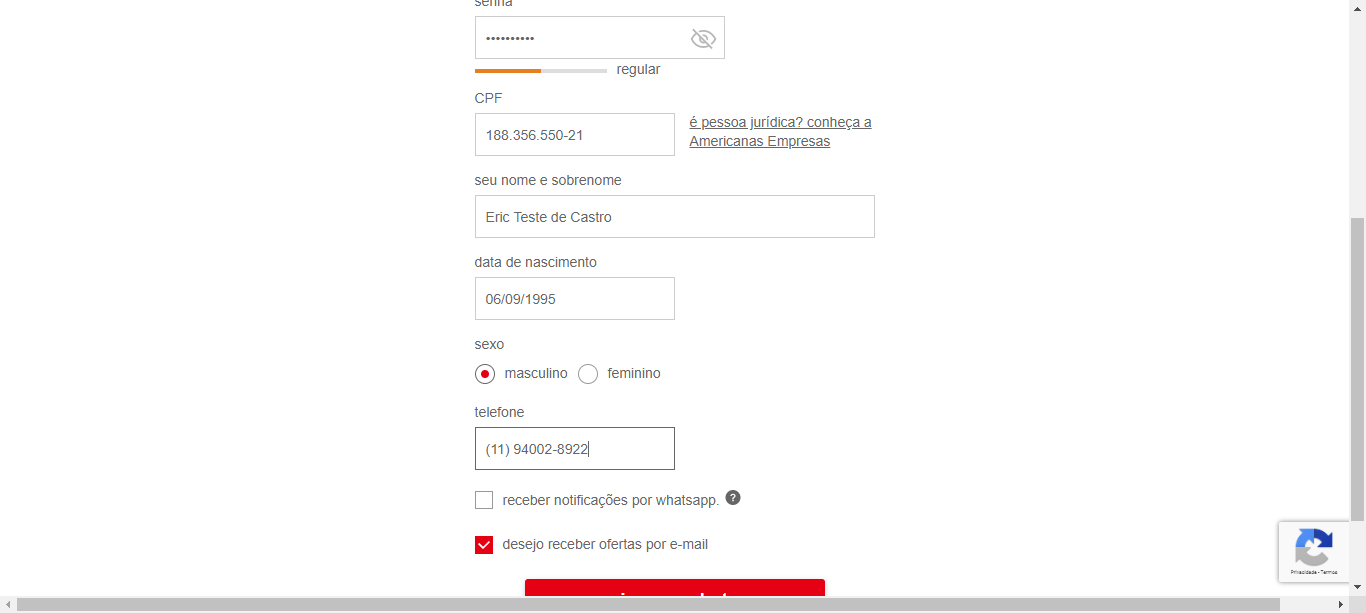 senha
••••••••••
regular
CPF
188.356.550-21
é pessoa jurídica? conheça a
Americanas Empresas
seu nome e sobrenome
Eric Teste de Castro
data de nascimento
06/09/1995
sexo
masculino feminino
telefone
(11) 94002-8922
receber notificações por whatsapp. ?
desejo receber ofertas por e-mail
Privacidade - Termos